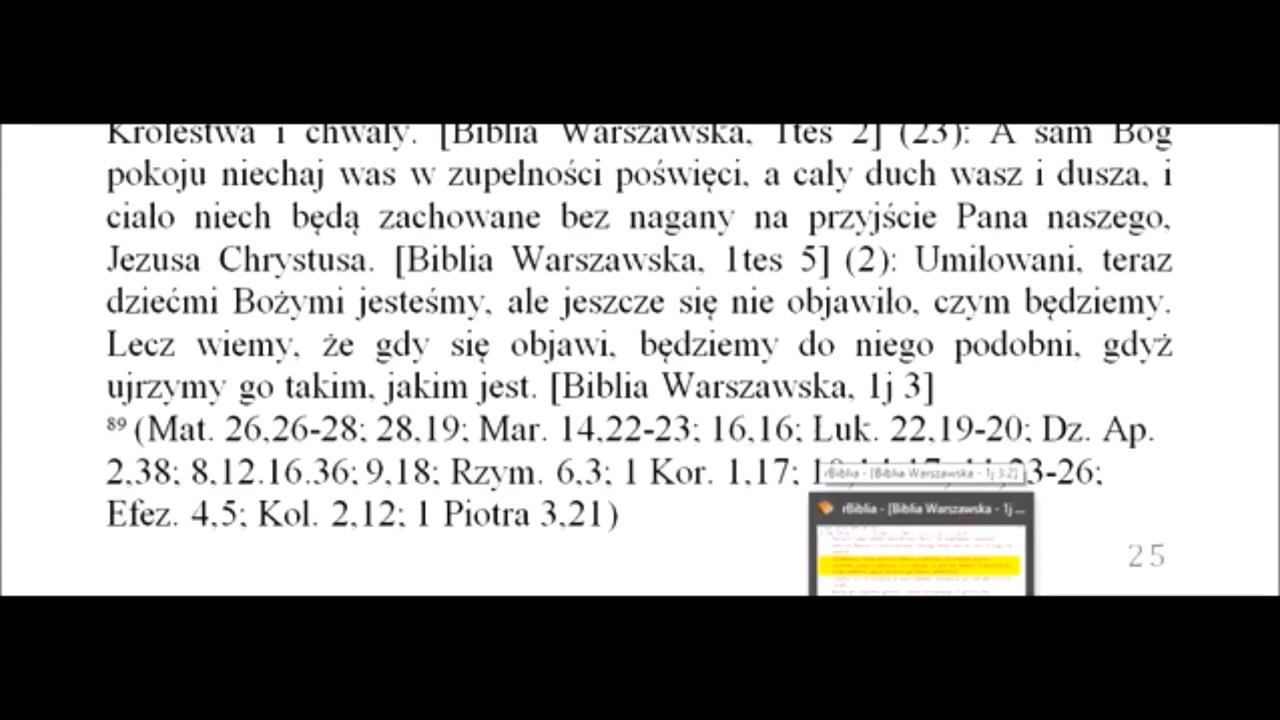 Królestwa i chwały. [Biblia Warszawska, 1tes 2] (23): A sam Bóg
pokoju niechaj was w zupełności poświęci, a cały duch wasz i dusza, i
ciało niech będą zachowane bez nagany na przyjście Pana naszego,
Jezusa Chrystusa. [Biblia Warszawska, 1tes 5] (2): Umiłowani, teraz
dziećmi Bożymi jesteśmy, ale jeszcze się nie objawiło, czym będziemy.
Lecz wiemy, że gdy się objawi, będziemy do niego podobni, gdyż
ujrzymy go takim, jakim jest. [Biblia Warszawska, 1j 3]
89 (Mat. 26,26-28; 28,19; Mar. 14,22-23; 16,16; Łuk. 22,19-20; Dz. Ap.
2,38; 8,12.16.36; 9,18; Rzym. 6,3; 1 Kor. 1,17; 3-26;
rBiblia - [Biblia Warszawska - 1j 3:2]
rBiblia - [Biblia Warszawska - 1j ...
Efez. 4,5; Kol. 2,12; 1 Piotra 3,21)
25